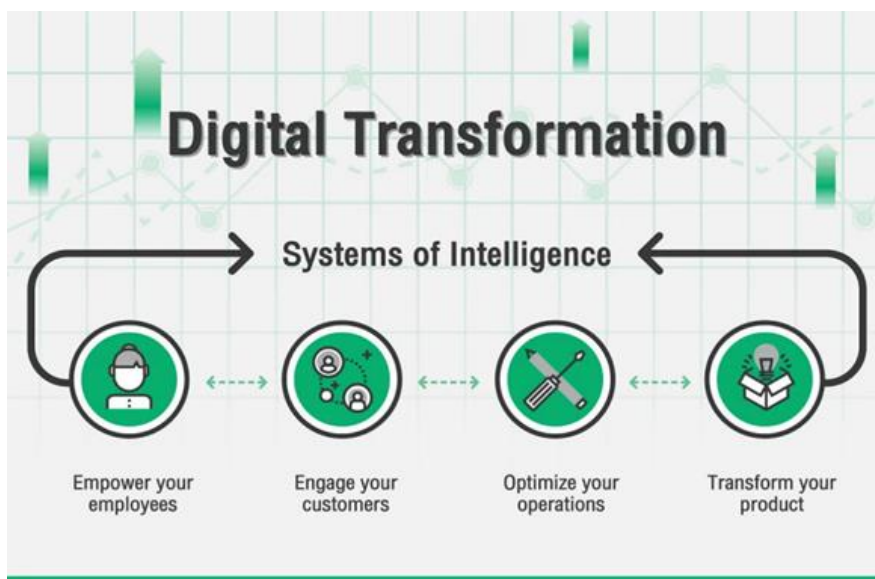 Digital Transformation
Systems of Intelligence
Empower your
employees
Engage your
customers
Optimize your
operations
Transform your
product